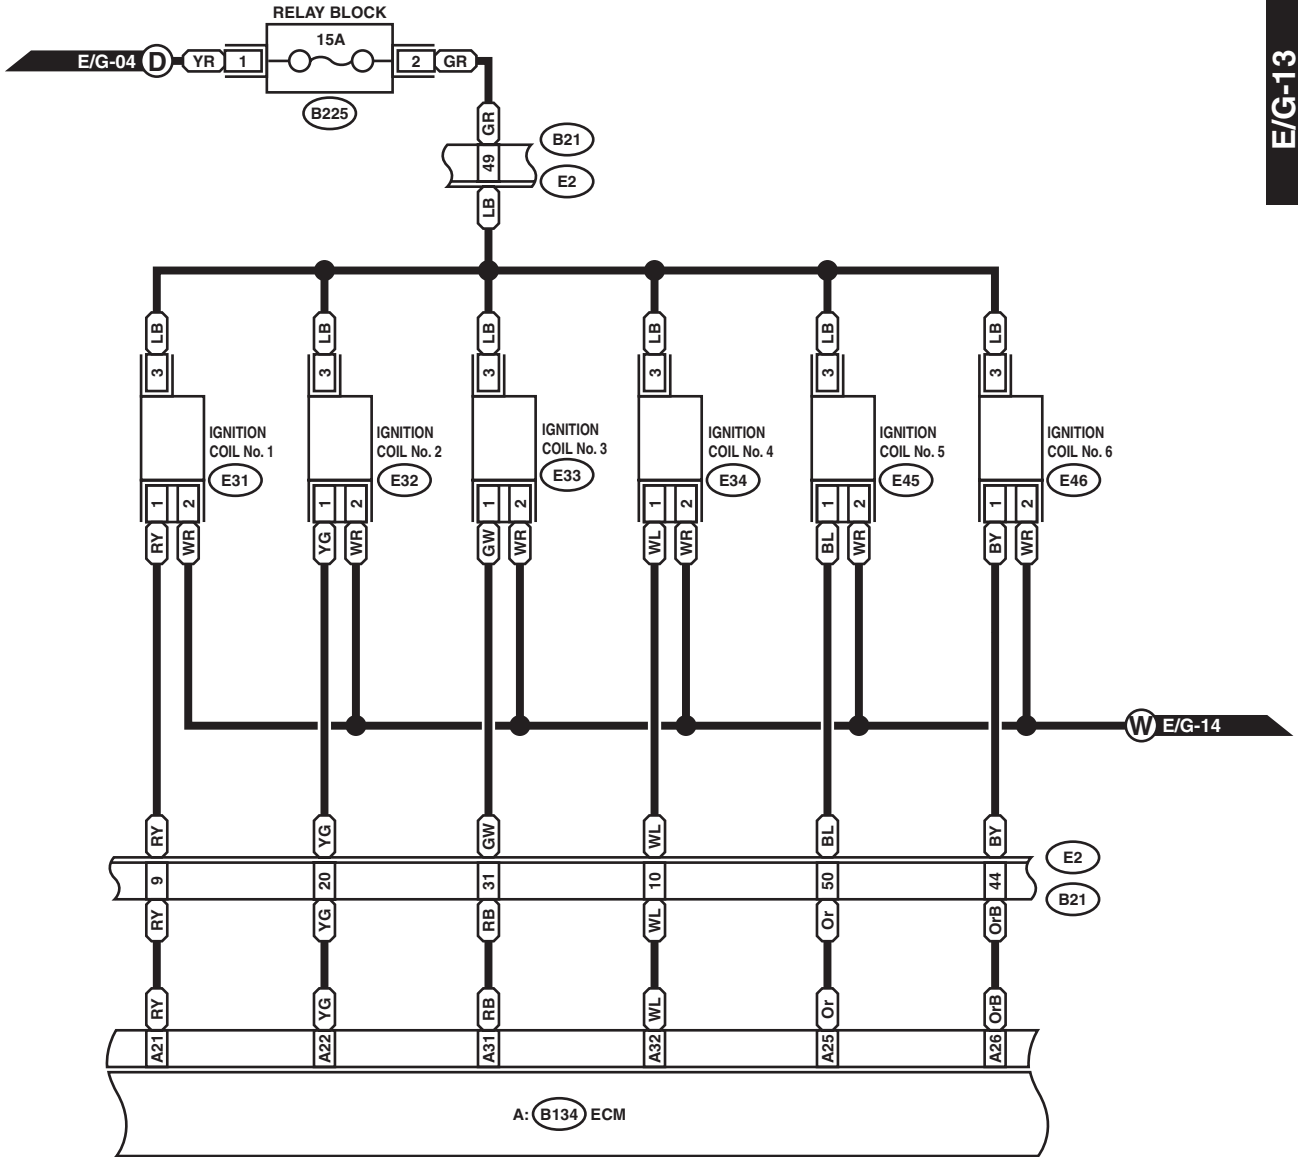 RELAY BLOCK
15A
E/G-04 D YR 1 2 GR
B225
E/G-13
GR
B21
49
E2
LB
LB LB LB LB LB LB
3 3 3 3 3 3
IGNITION
COIL No. 1
E31
IGNITION
COIL No. 2
E32
IGNITION
COIL No. 3
E33
IGNITION
COIL No. 4
E34
IGNITION
COIL No. 5
E45
IGNITION
COIL No. 6
E46
1 2 1 2 1 2 1 2 1 2 1 2
RY WR YG WR GW WR WL WR BL WR BY WR
W E/G-14
RY YG GW WL BL BY
E2
9 20 31 10 50 44
B21
RY YG RB WL Or OrB
RY YG RB WL Or OrB
A21 A22 A31 A32 A25 A26
A: B134 ECM